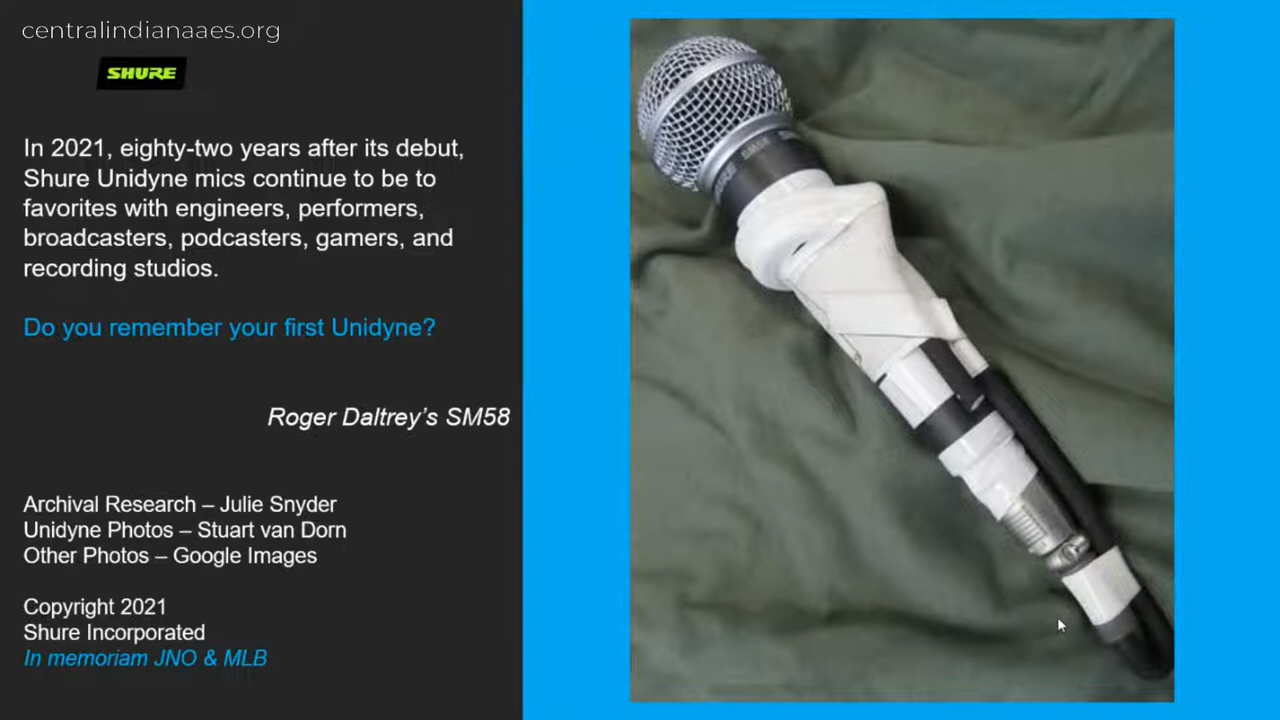 centralindianaaes.org
SHURE
In 2021, eighty-two years after its debut,
Shure Unidyne mics continue to be to
favorites with engineers, performers,
broadcasters, podcasters, gamers, and
recording studios.
Do you remember your first Unidyne?
Roger Daltrey’s SM58
Archival Research – Julie Snyder
Unidyne Photos – Stuart van Dorn
Other Photos – Google Images
Copyright 2021
Shure Incorporated
In memoriam JNO & MLB
SM58